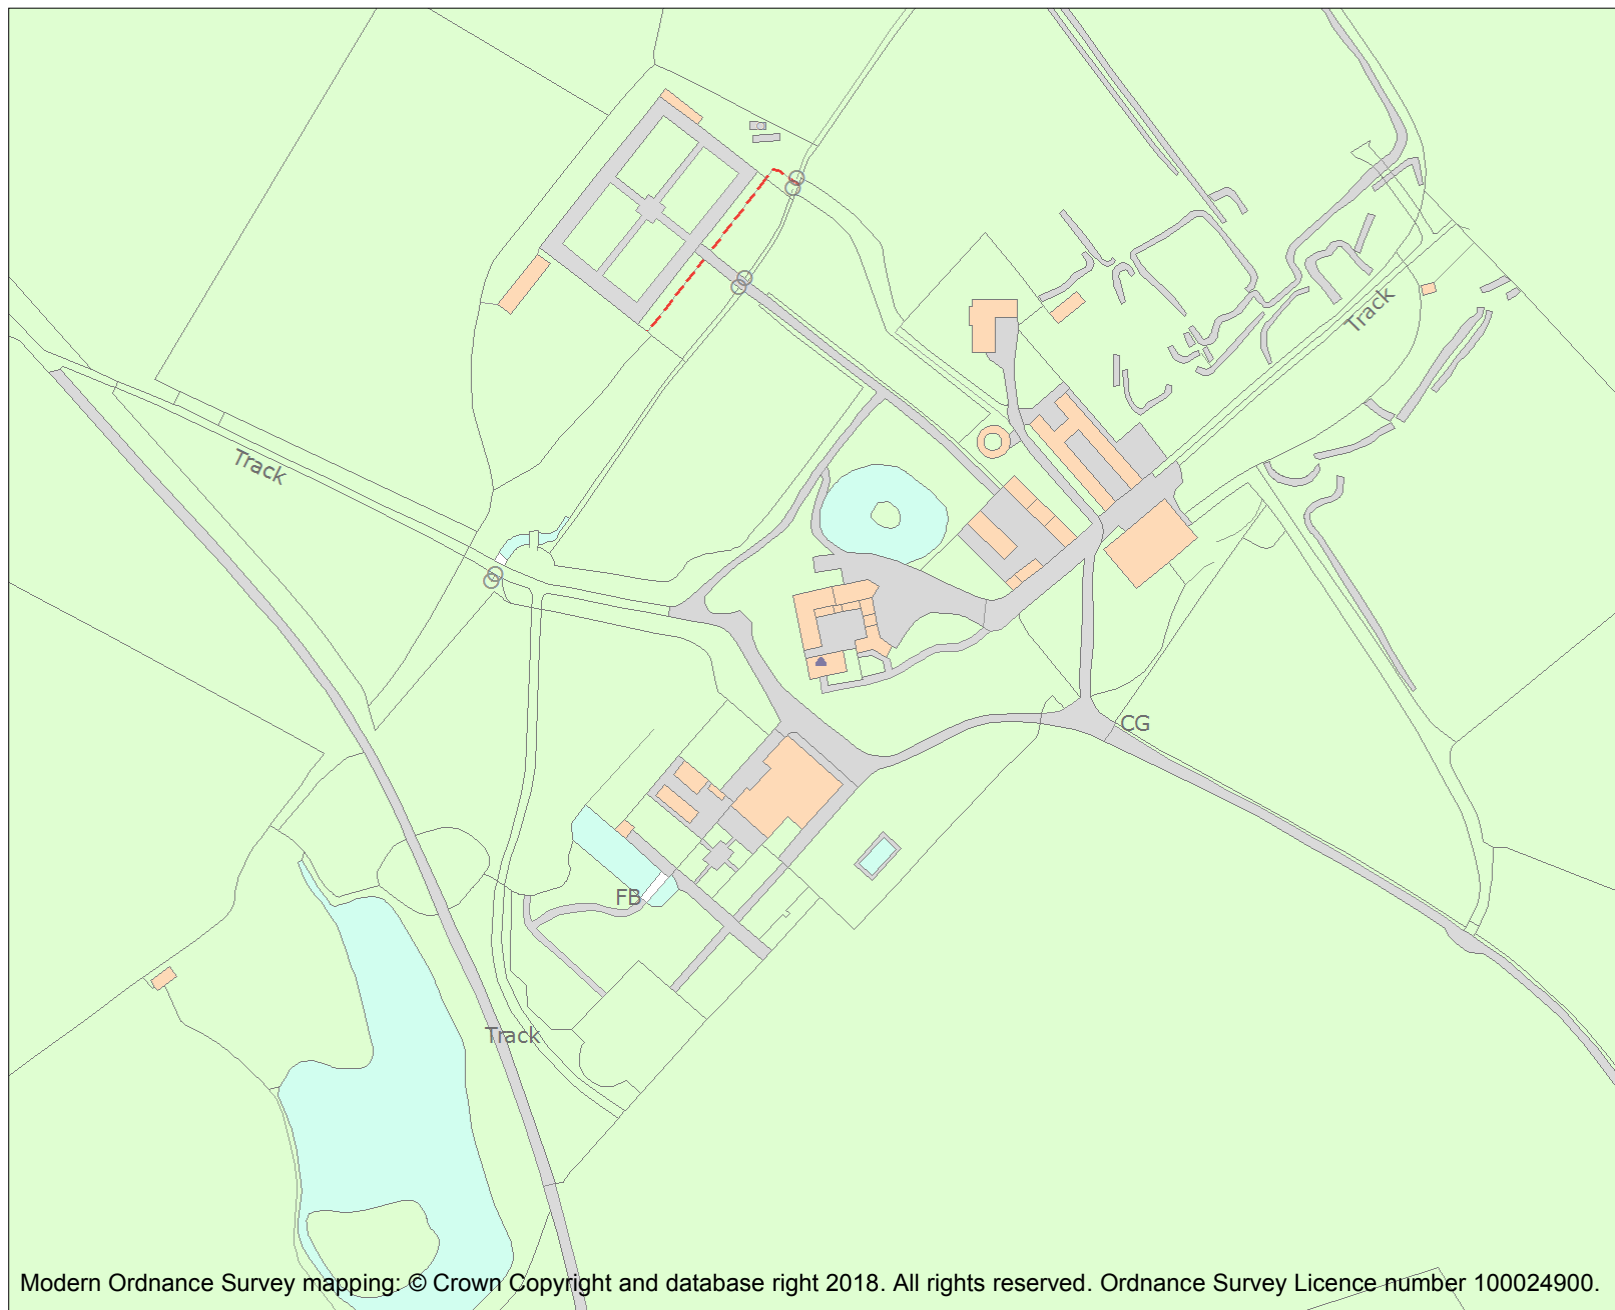 Track
Track
CG
FB
Track
Modern Ordnance Survey mapping: © Crown Copyright and database right 2018. All rights reserved. Ordnance Survey Licence number 100024900.